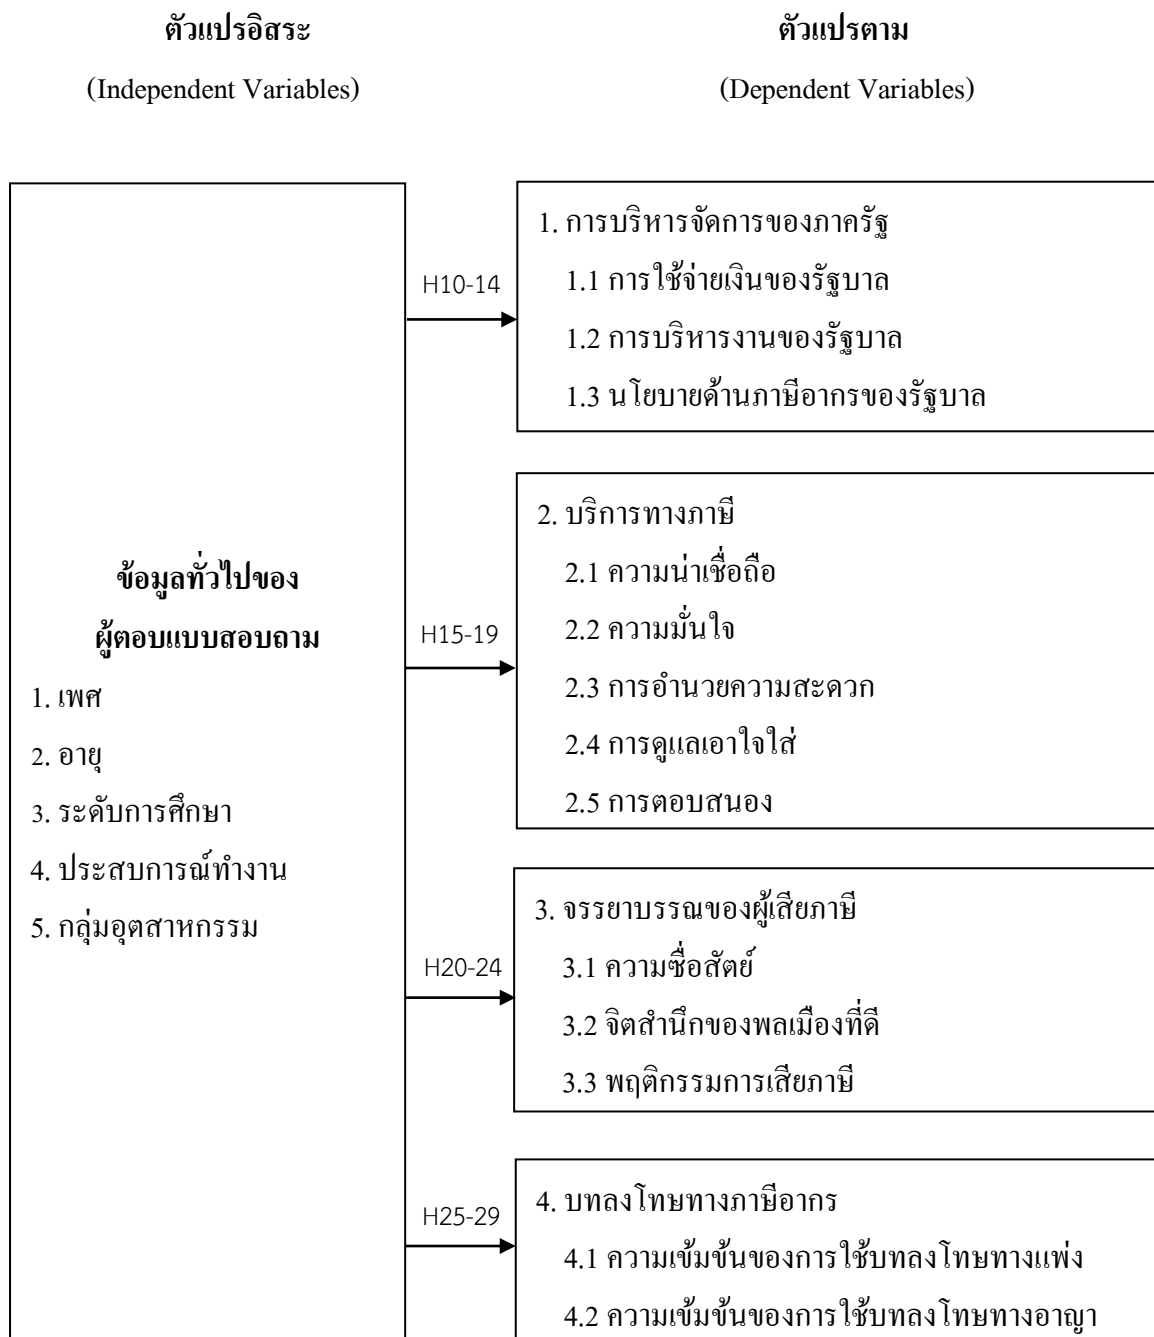 ตัวแปรอิสระ
(Independent Variables)
ตัวแปรตาม
(Dependent Variables)
ข้อมูลทั่วไปของ
ผู้ตอบแบบสอบถาม
1. เพศ
2. อายุ
3. ระดับการศึกษา
4. ประสบการณ์ทำงาน
5. กลุ่มอุตสาหกรรม
H10-14
1. การบริหารจัดการของภาครัฐ
1.1 การใช้จ่ายเงินของรัฐบาล
1.2 การบริหารงานของรัฐบาล
1.3 นโยบายด้านภาษีอากรของรัฐบาล
H15-19
2. บริการทางภาษี
2.1 ความน่าเชื่อถือ
2.2 ความมั่นใจ
2.3 การอำนวยความสะดวก
2.4 การดูแลเอาใจใส่
2.5 การตอบสนอง
H20-24
3. จรรยาบรรณของผู้เสียภาษี
3.1 ความซื่อสัตย์
3.2 จิตสำนึกของพลเมืองที่ดี
3.3 พฤติกรรมการเสียภาษี
H25-29
4. บทลงโทษทางภาษีอากร
4.1 ความเข้มข้นของการใช้บทลงโทษทางแพ่ง
4.2 ความเข้มข้นของการใช้บทลงโทษทางอาญา